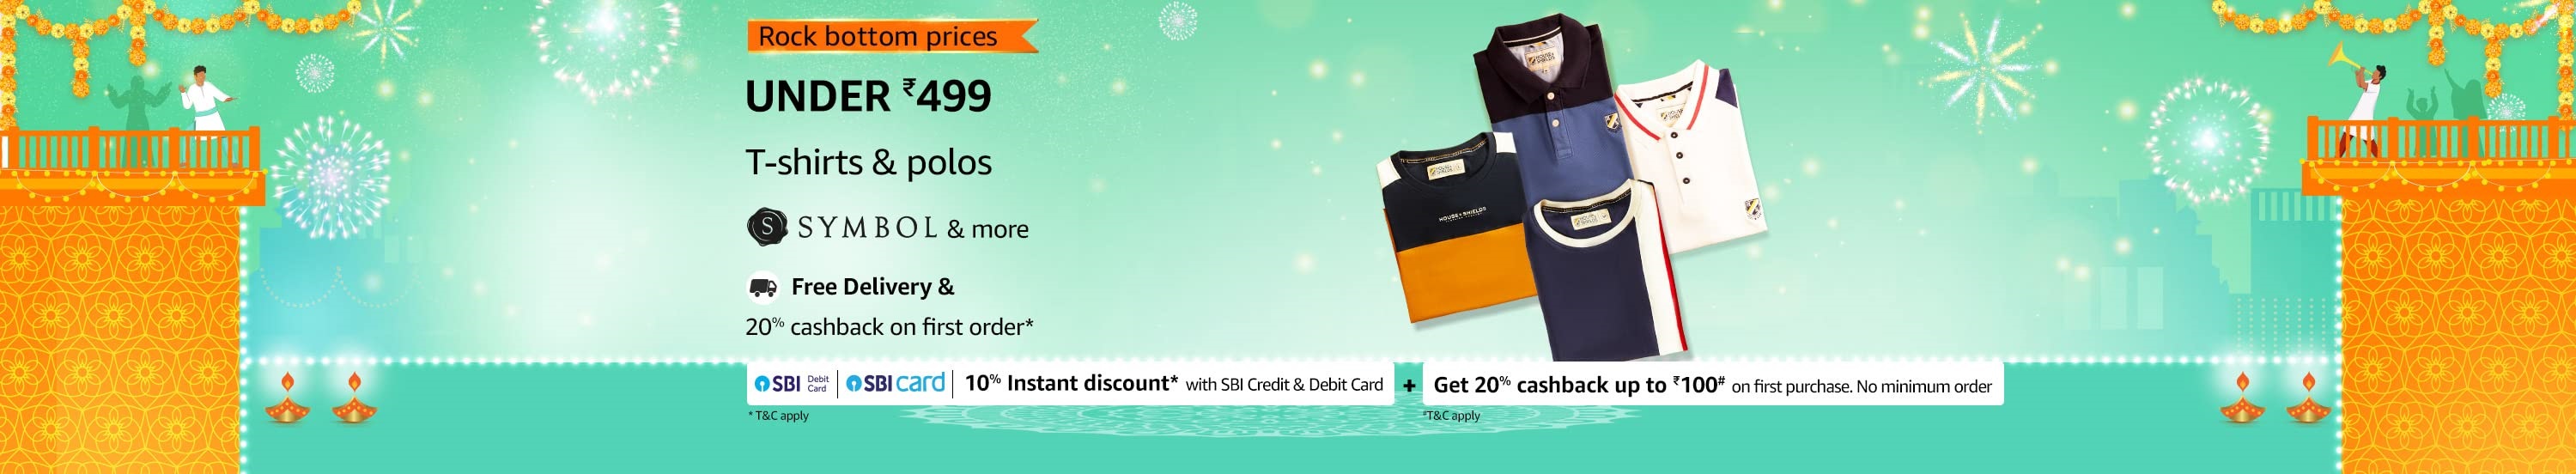 Rock bottom prices
UNDER ₹499
T-shirts & polos
S SYMBOL & more
Free Delivery &
20% cashback on first order*
SBI Debit Card | SBI card | 10% Instant discount* with SBI Credit & Debit Card + Get 20% cashback up to ₹100# on first purchase. No minimum order
* T&C apply
#T&C apply
HOUSE & SHIELDS